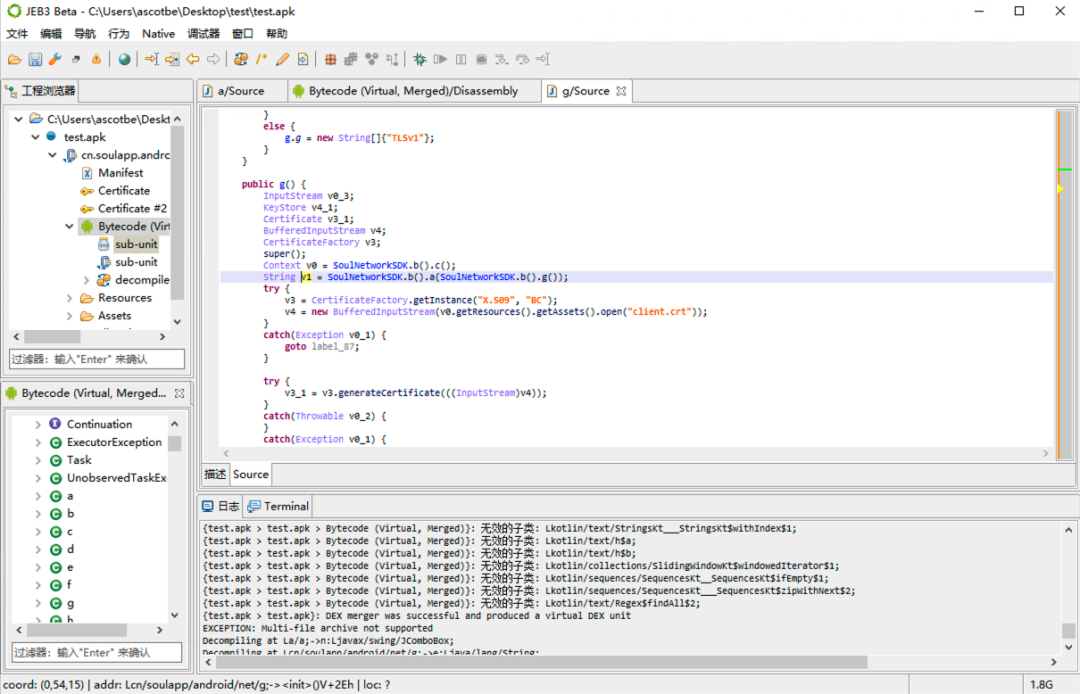 JEB3 Beta - C:\Users\ascotbe\Desktop\test\test.apk
文件 编辑 导航 行为 Native 调试器 窗口 帮助
工程浏览器
a/Source
Bytecode (Virtual, Merged)/Disassembly
g/Source
C:\Users\ascotbe\Deskt
test.apk
cn.soulapp.andrc
Manifest
Certificate
Certificate #2
Bytecode (Virt
sub-unit
sub-unit
decompile
Resources
Assets
过滤器: 输入"Enter" 来确认
}
else {
g.g = new String[]{"TLSv1"};
}
}
public g() {
InputStream v0_3;
KeyStore v4_1;
Certificate v3_1;
BufferedInputStream v4;
CertificateFactory v3;
super();
Context v0 = SoulNetworkSDK.b().c();
String v1 = SoulNetworkSDK.b().a(SoulNetworkSDK.b().g());
try {
v3 = CertificateFactory.getInstance("X.509", "BC");
v4 = new BufferedInputStream(v0.getResources().getAssets().open("client.crt"));
}
catch(Exception v0_1) {
goto label_87;
}
try {
v3_1 = v3.generateCertificate(((InputStream)v4));
}
catch(Throwable v0_2) {
}
catch(Exception v0_1) {
描述 Source
Bytecode (Virtual, Merged...
Continuation
ExecutorException
Task
UnobservedTaskEx
a
b
c
d
e
f
g
h
过滤器: 输入"Enter" 来确认
日志 Terminal
{test.apk > test.apk > Bytecode (Virtual, Merged)}: 无效的子类: Lkotlin/text/StringsKt___StringsKt$withIndex$1;
{test.apk > test.apk > Bytecode (Virtual, Merged)}: 无效的子类: Lkotlin/text/h$a;
{test.apk > test.apk > Bytecode (Virtual, Merged)}: 无效的子类: Lkotlin/text/h$b;
{test.apk > test.apk > Bytecode (Virtual, Merged)}: 无效的子类: Lkotlin/collections/SlidingWindowKt$windowedIterator$1;
{test.apk > test.apk > Bytecode (Virtual, Merged)}: 无效的子类: Lkotlin/sequences/SequencesKt__SequencesKt$ifEmpty$1;
{test.apk > test.apk > Bytecode (Virtual, Merged)}: 无效的子类: Lkotlin/sequences/SequencesKt___SequencesKt$zipWithNext$2;
{test.apk > test.apk > Bytecode (Virtual, Merged)}: 无效的子类: Lkotlin/text/Regex$findAll$2;
{test.apk > test.apk}: DEX merger was successful and produced a virtual DEX unit
EXCEPTION: Multi-file archive not supported
Decompiling at La/a;->n:Ljavax/swing/JComboBox;
Decompiling at Lcn/soulapp/android/net/g;->e:Ljava/lang/String;
coord: (0,54,15) | addr: Lcn/soulapp/android/net/g;-><init>()V+2Eh | loc: ?
1.8G